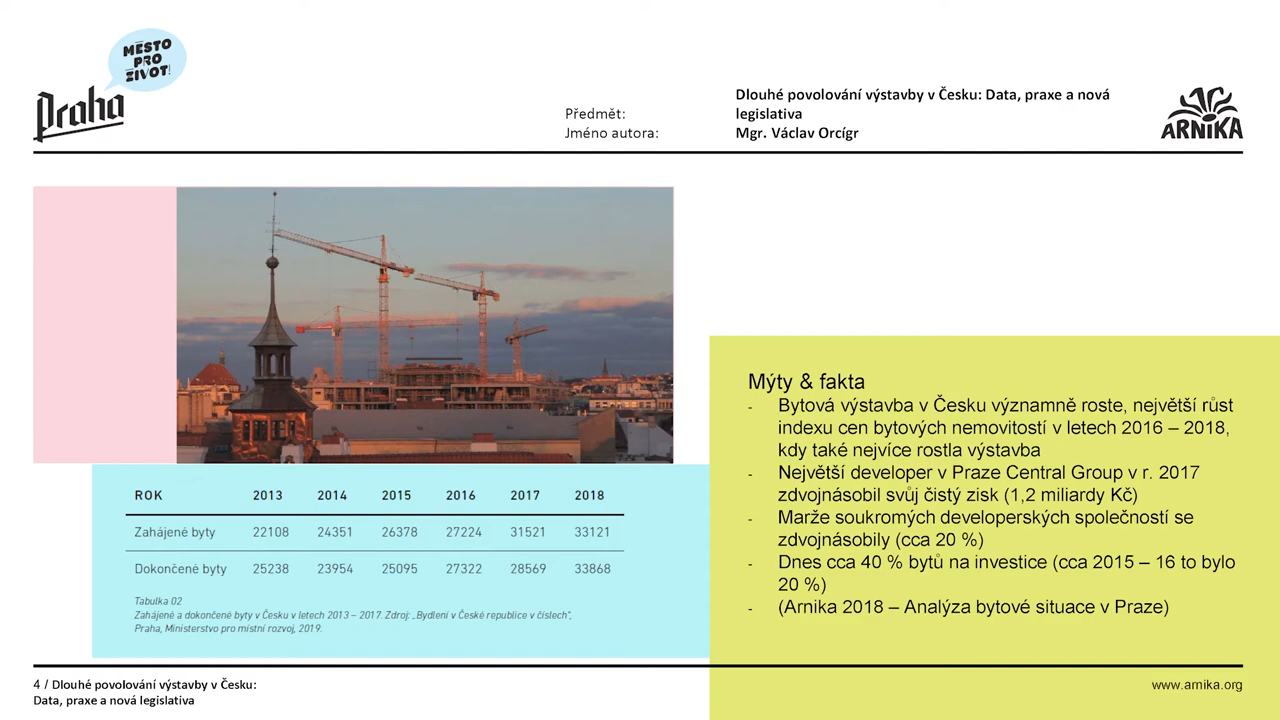 MĚSTO
PRO
ŽIVOT!
Praha
Předmět:
Jméno autora:
Dlouhé povolování výstavby v Česku: Data, praxe a nová
legislativa
Mgr. Václav Orcígr
ARNIKA
Mýty & fakta
- Bytová výstavba v Česku významně roste, největší růst
indexu cen bytových nemovitostí v letech 2016 – 2018,
kdy také nejvíce rostla výstavba
- Největší developer v Praze Central Group v r. 2017
zdvojnásobil svůj čistý zisk (1,2 miliardy Kč)
- Marže soukromých developerských společností se
zdvojnásobily (cca 20 %)
- Dnes cca 40 % bytů na investice (cca 2015 – 16 to bylo
20 %)
- (Arnika 2018 – Analýza bytové situace v Praze)
ROK 2013 2014 2015 2016 2017 2018
Zahájené byty 22108 24351 26378 27224 31521 33121
Dokončené byty 25238 23954 25095 27322 28569 33868
Tabulka 02
Zahájené a dokončené byty v Česku v letech 2013 – 2017. Zdroj: „Bydlení v České republice v číslech“,
Praha, Ministerstvo pro místní rozvoj, 2019.
4 / Dlouhé povolování výstavby v Česku:
Data, praxe a nová legislativa
www.arnika.org